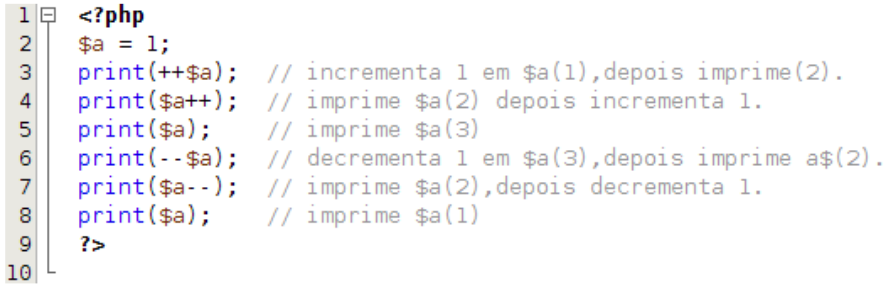 1 <?php
2 $a = 1;
3 print(++$a);  // incrementa 1 em $a(1),depois imprime(2).
4 print($a++);  // imprime $a(2) depois incrementa 1.
5 print($a);    // imprime $a(3)
6 print(--$a);  // decrementa 1 em $a(3),depois imprime a$(2).
7 print($a--);  // imprime $a(2),depois decrementa 1.
8 print($a);    // imprime $a(1)
9 ?>
10